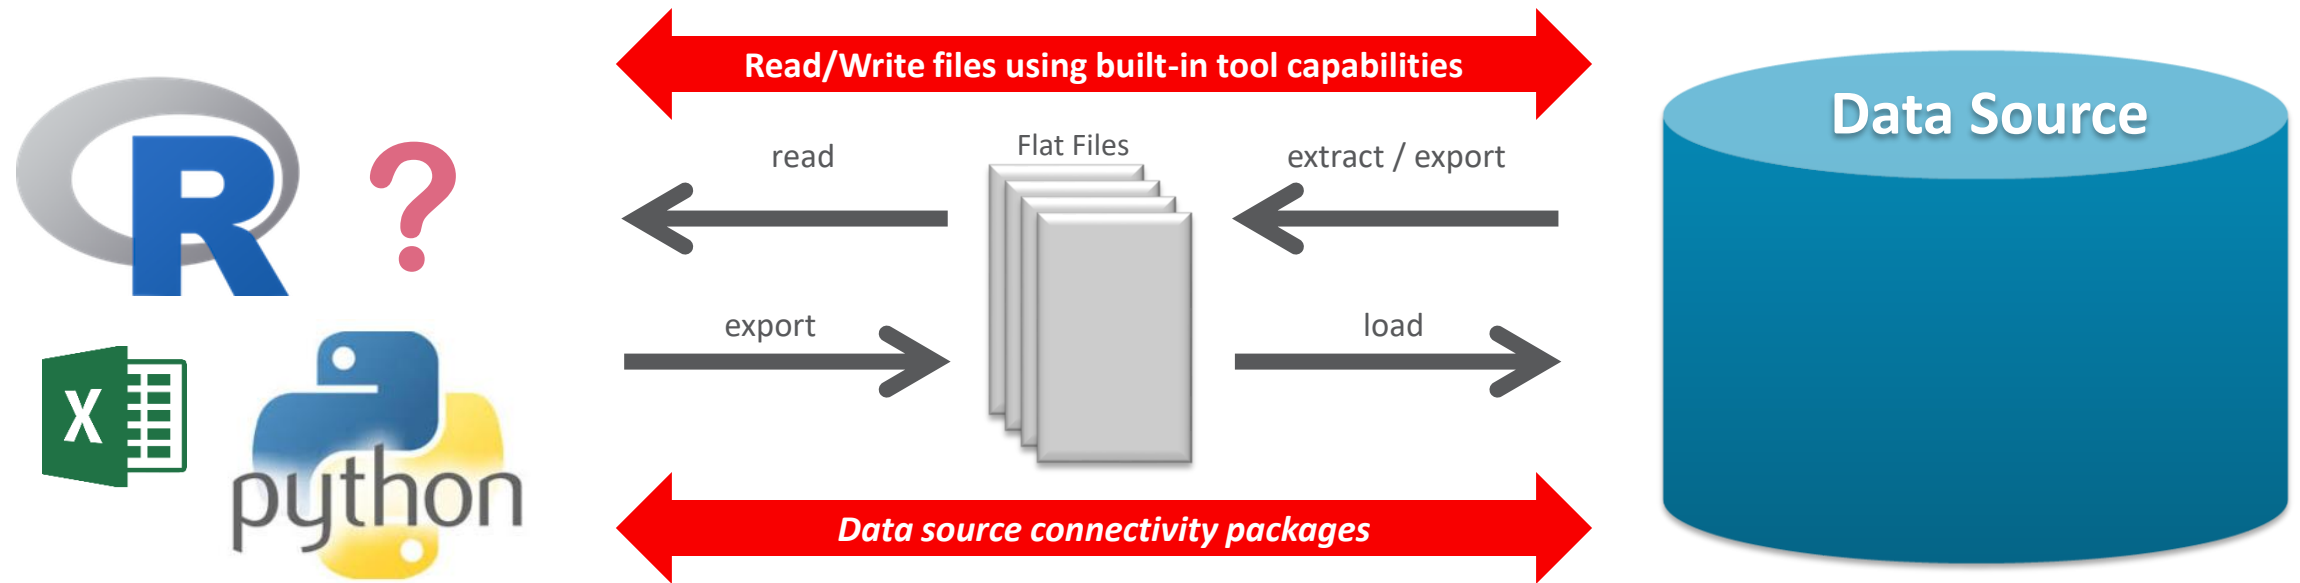 Read/Write files using built-in tool capabilities
Data Source
R
?
read
Flat Files
extract / export
export
load
X
python
Data source connectivity packages